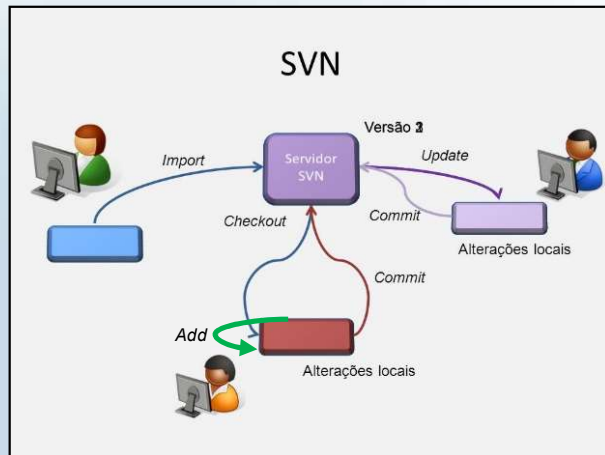 SVN
Versão
Import
Servidor
SVN
Update
Checkout
Commit
Alterações locais
Commit
Add
Alterações locais